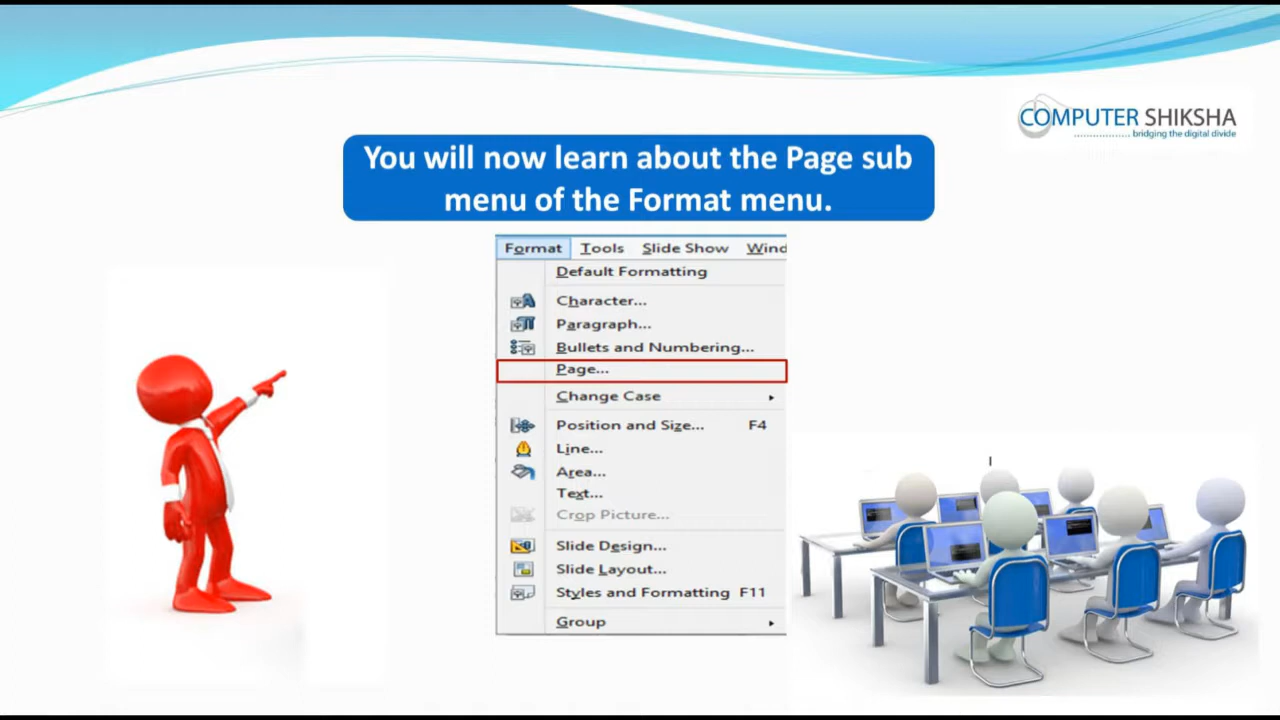 COMPUTER SHIKSHA
bridging the digital divide
You will now learn about the Page sub
menu of the Format menu.
Format Tools Slide Show Wind
Default Formatting
Character...
Paragraph...
Bullets and Numbering...
Page...
Change Case
Position and Size... F4
Line...
Area...
Text...
Crop Picture...
Slide Design...
Slide Layout...
Styles and Formatting F11
Group